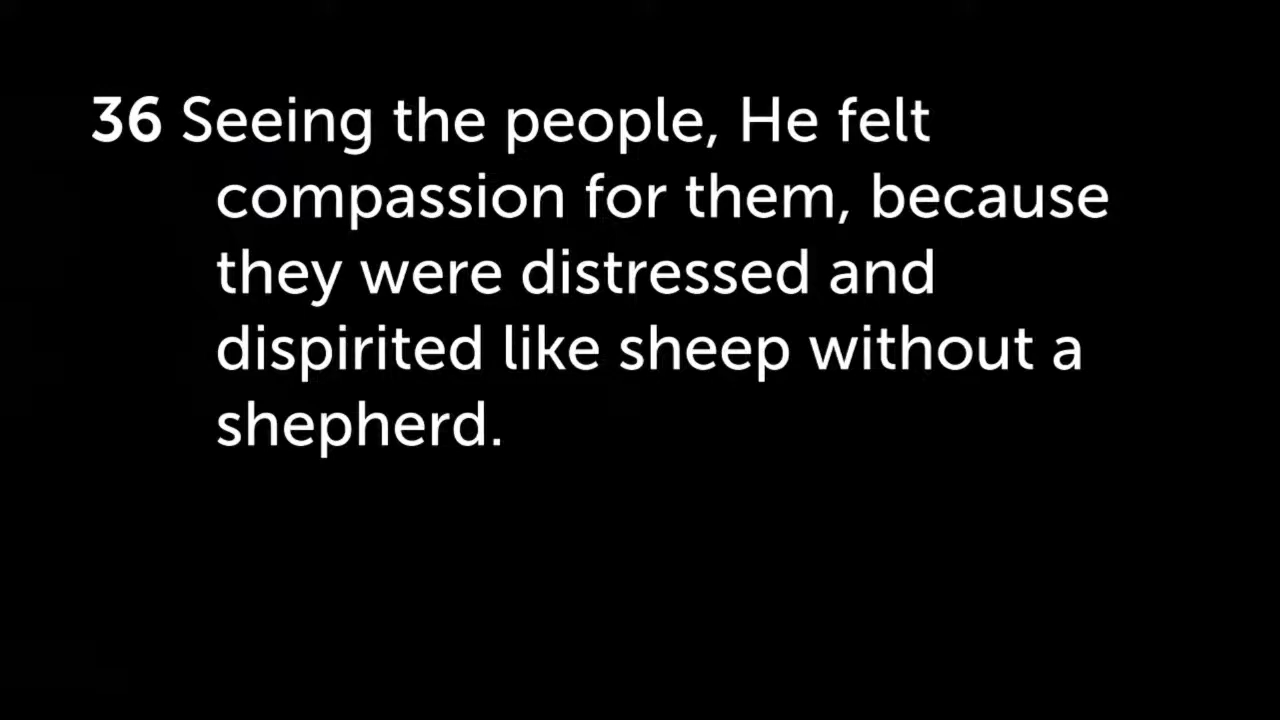 36 Seeing the people, He felt
compassion for them, because
they were distressed and
dispirited like sheep without a
shepherd.